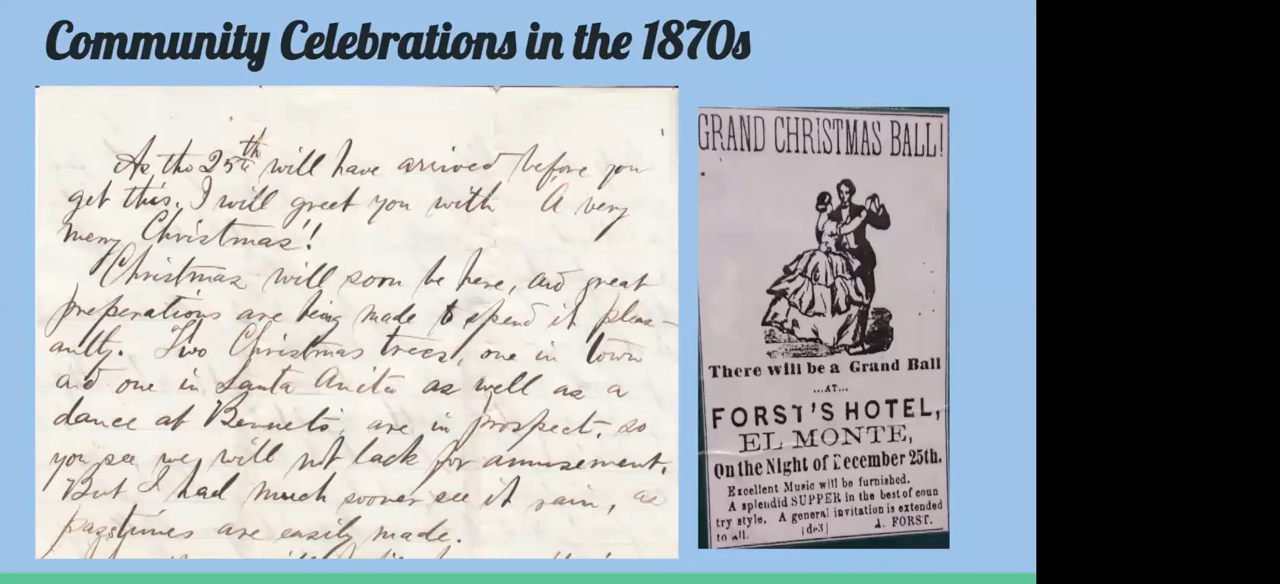 Community Celebrations in the 1870s
As the 25th will have arrived before you
get this. I will greet you with "A very
merry Christmas"!
Christmas will soon be here, and great
preperations are being made to spend it pleas-
antly. Two Christmas trees, one in town
and one in Santa Anita as well as a
dance at Bennets, are in prospect, so
you see we will not lack for amusement.
But I had much sooner see it rain, as
pazstimes are easily made.
GRAND CHRISTMAS BALL!
There will be a Grand Ball
...AT...
FORST'S HOTEL,
EL MONTE,
On the Night of December 25th.
Excellent Music will be furnished.
A splendid SUPPER in the best of coun
try style. A general invitation is extended
to all. [de3] A. FORST.